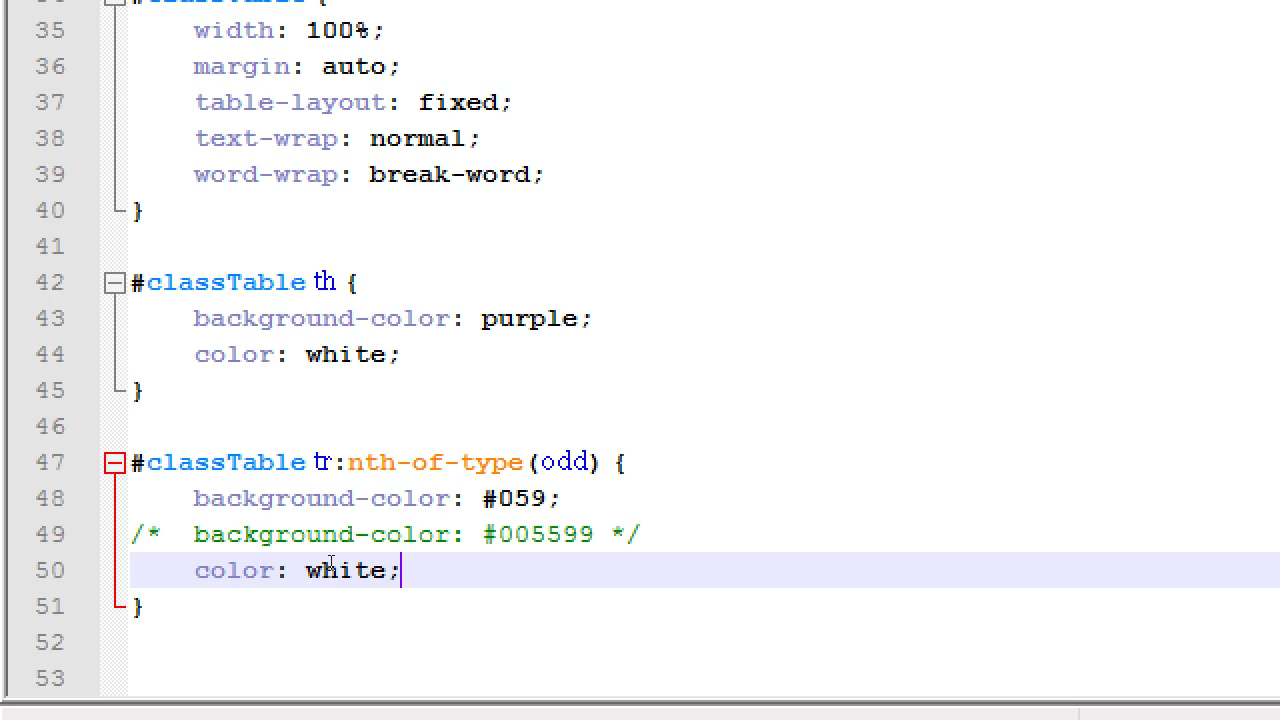 34 #classTable {
35 width: 100%;
36 margin: auto;
37 table-layout: fixed;
38 text-wrap: normal;
39 word-wrap: break-word;
40 }
41
42 #classTable th {
43 background-color: purple;
44 color: white;
45 }
46
47 #classTable tr:nth-of-type(odd) {
48 background-color: #059;
49 /* background-color: #005599 */
50 color: white;
51 }
52
53